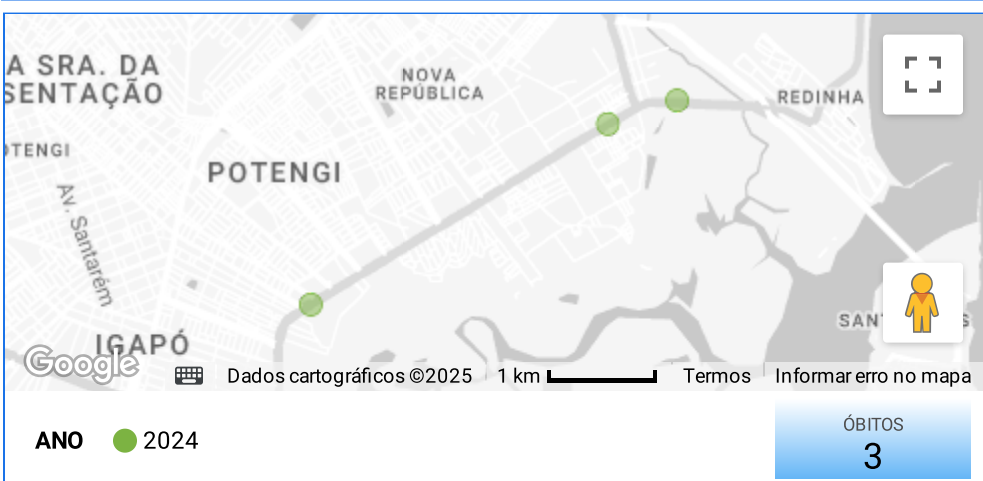 A SRA. DA
SENTAÇÃO
NOVA
REPÚBLICA
REDINHA
OTENGI
POTENGI
Av. Santarém
IGAPÓ
SAN
S
Google
Dados cartográficos ©2025
1 km
Termos
Informar erro no mapa
ANO
2024
ÓBITOS
3